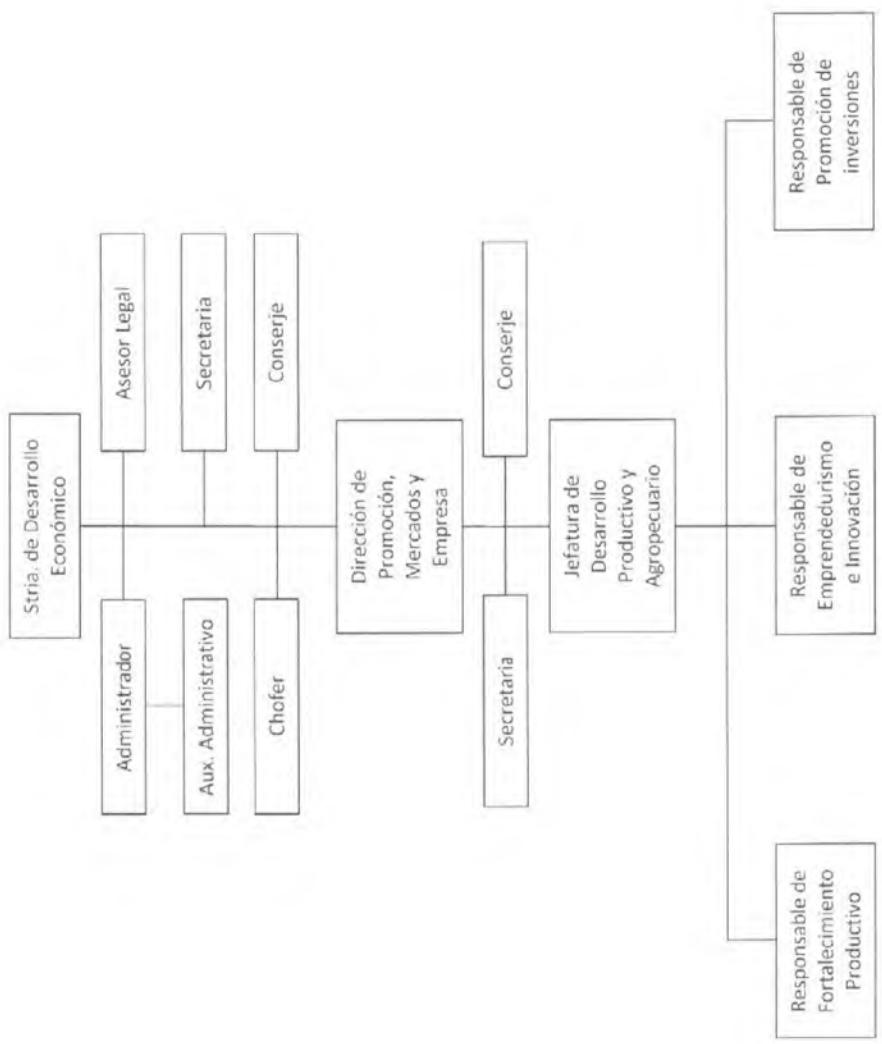 Stria. de Desarrollo
Económico
Administrador
Asesor Legal
Aux. Administrativo
Secretaria
Chofer
Conserje
Dirección de
Promoción,
Mercados y
Empresa
Secretaria
Conserje
Jefatura de
Desarrollo
Productivo y
Agropecuario
Responsable de
Fortalecimiento
Productivo
Responsable de
Emprendedurismo
e Innovación
Responsable de
Promoción de
inversiones